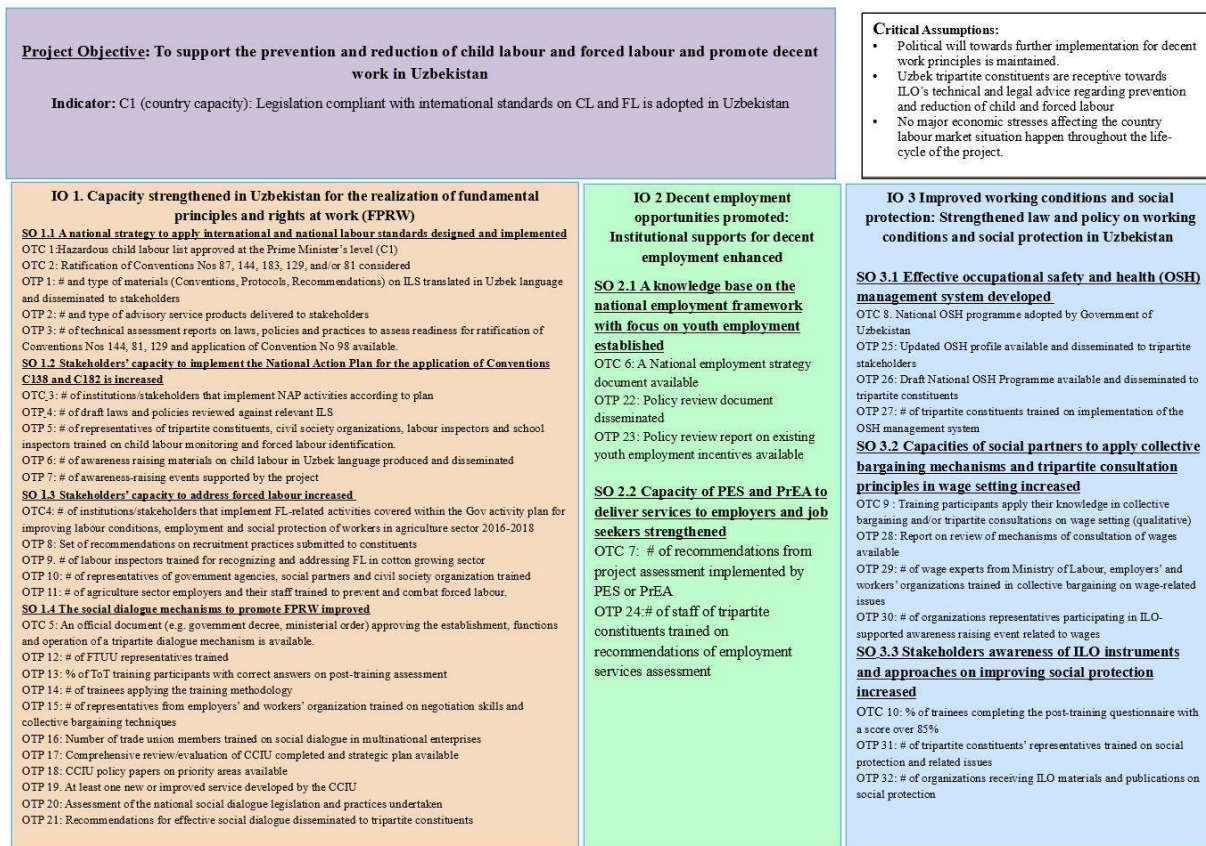 Project Objective: To support the prevention and reduction of child labour and forced labour and promote decent
work in Uzbekistan
Indicator: C1 (country capacity): Legislation compliant with international standards on CL and FL is adopted in Uzbekistan
Critical Assumptions:
• Political will towards further implementation for decent
work principles is maintained.
• Uzbek tripartite constituents are receptive towards
ILO's technical and legal advice regarding prevention
and reduction of child and forced labour
• No major economic stresses affecting the country
labour market situation happen throughout the life-
cycle of the project.
IO 1. Capacity strengthened in Uzbekistan for the realization of fundamental
principles and rights at work (FPRW)
SO 1.1 A national strategy to apply international and national labour standards designed and implemented
OTC 1:Hazardous child labour list approved at the Prime Minister's level (C1)
OTC 2: Ratification of Conventions Nos 87, 144, 183, 129, and/or 81 considered
OTP 1: # and type of materials (Conventions, Protocols, Recommendations) on ILS translated in Uzbek language
and disseminated to stakeholders
OTP 2: # and type of advisory service products delivered to stakeholders
OTP 3: # of technical assessment reports on laws, policies and practices to assess readiness for ratification of
Conventions Nos 144, 81, 129 and application of Convention No 98 available.
SO 1.2 Stakeholders' capacity to implement the National Action Plan for the application of Conventions
C138 and C182 is increased
OTC 3: # of institutions/stakeholders that implement NAP activities according to plan
OTP 4: # of draft laws and policies reviewed against relevant ILS
OTP 5: # of representatives of tripartite constituents, civil society organizations, labour inspectors and school
inspectors trained on child labour monitoring and forced labour identification.
OTP 6: # of awareness raising materials on child labour in Uzbek language produced and disseminated
OTP 7: # of awareness-raising events supported by the project
SO 1.3 Stakeholders' capacity to address forced labour increased
OTC4: # of institutions/stakeholders that implement FL-related activities covered within the Gov activity plan for
improving labour conditions, employment and social protection of workers in agriculture sector 2016-2018
OTP 8: Set of recommendations on recruitment practices submitted to constituents
OTP 9: # of labour inspectors trained for recognizing and addressing FL in cotton growing sector
OTP 10: # of representatives of government agencies, social partners and civil society organization trained
OTP 11: # of agriculture sector employers and their staff trained to prevent and combat forced labour.
SO 1.4 The social dialogue mechanisms to promote FPRW improved
OTC 5: An official document (e.g. government decree, ministerial order) approving the establishment, functions
and operation of a tripartite dialogue mechanism is available.
OTP 12: # of FTUU representatives trained
OTP 13: % of ToT training participants with correct answers on post-training assessment
OTP 14: # of trainees applying the training methodology
OTP 15: # of representatives from employers' and workers' organization trained on negotiation skills and
collective bargaining techniques
OTP 16: Number of trade union members trained on social dialogue in multinational enterprises
OTP 17: Comprehensive review/evaluation of CCIU completed and strategic plan available
OTP 18: CCIU policy papers on priority areas available
OTP 19. At least one new or improved service developed by the CCIU
OTP 20: Assessment of the national social dialogue legislation and practices undertaken
OTP 21: Recommendations for effective social dialogue disseminated to tripartite constituents
IO 2 Decent employment
opportunities promoted:
Institutional supports for decent
employment enhanced
SO 2.1 A knowledge base on the
national employment framework
with focus on youth employment
established
OTC 6: A National employment strategy
document available
OTP 22: Policy review document
disseminated
OTP 23: Policy review report on existing
youth employment incentives available
SO 2.2 Capacity of PES and PrEA to
deliver services to employers and job
seekers strengthened
OTC 7: # of recommendations from
project assessment implemented by
PES or PrEA
OTP 24:# of staff of tripartite
constituents trained on
recommendations of employment
services assessment
IO 3 Improved working conditions and social
protection: Strengthened law and policy on working
conditions and social protection in Uzbekistan
SO 3.1 Effective occupational safety and health (OSH)
management system developed
OTC 8. National OSH programme adopted by Government of
Uzbekistan
OTP 25: Updated OSH profile available and disseminated to tripartite
stakeholders
OTP 26: Draft National OSH Programme available and disseminated to
tripartite constituents
OTP 27: # of tripartite constituents trained on implementation of the
OSH management system
SO 3.2 Capacities of social partners to apply collective
bargaining mechanisms and tripartite consultation
principles in wage setting increased
OTC 9 : Training participants apply their knowledge in collective
bargaining and/or tripartite consultations on wage setting (qualitative)
OTP 28: Report on review of mechanisms of consultation of wages
available
OTP 29: # of wage experts from Ministry of Labour, employers' and
workers' organizations trained in collective bargaining on wage-related
issues
OTP 30: # of organizations representatives participating in ILO-
supported awareness raising event related to wages
SO 3.3 Stakeholders awareness of ILO instruments
and approaches on improving social protection
increased
OTC 10: % of trainees completing the post-training questionnaire with
a score over 85%
OTP 31: # of tripartite constituents' representatives trained on social
protection and related issues
OTP 32: # of organizations receiving ILO materials and publications on
social protection